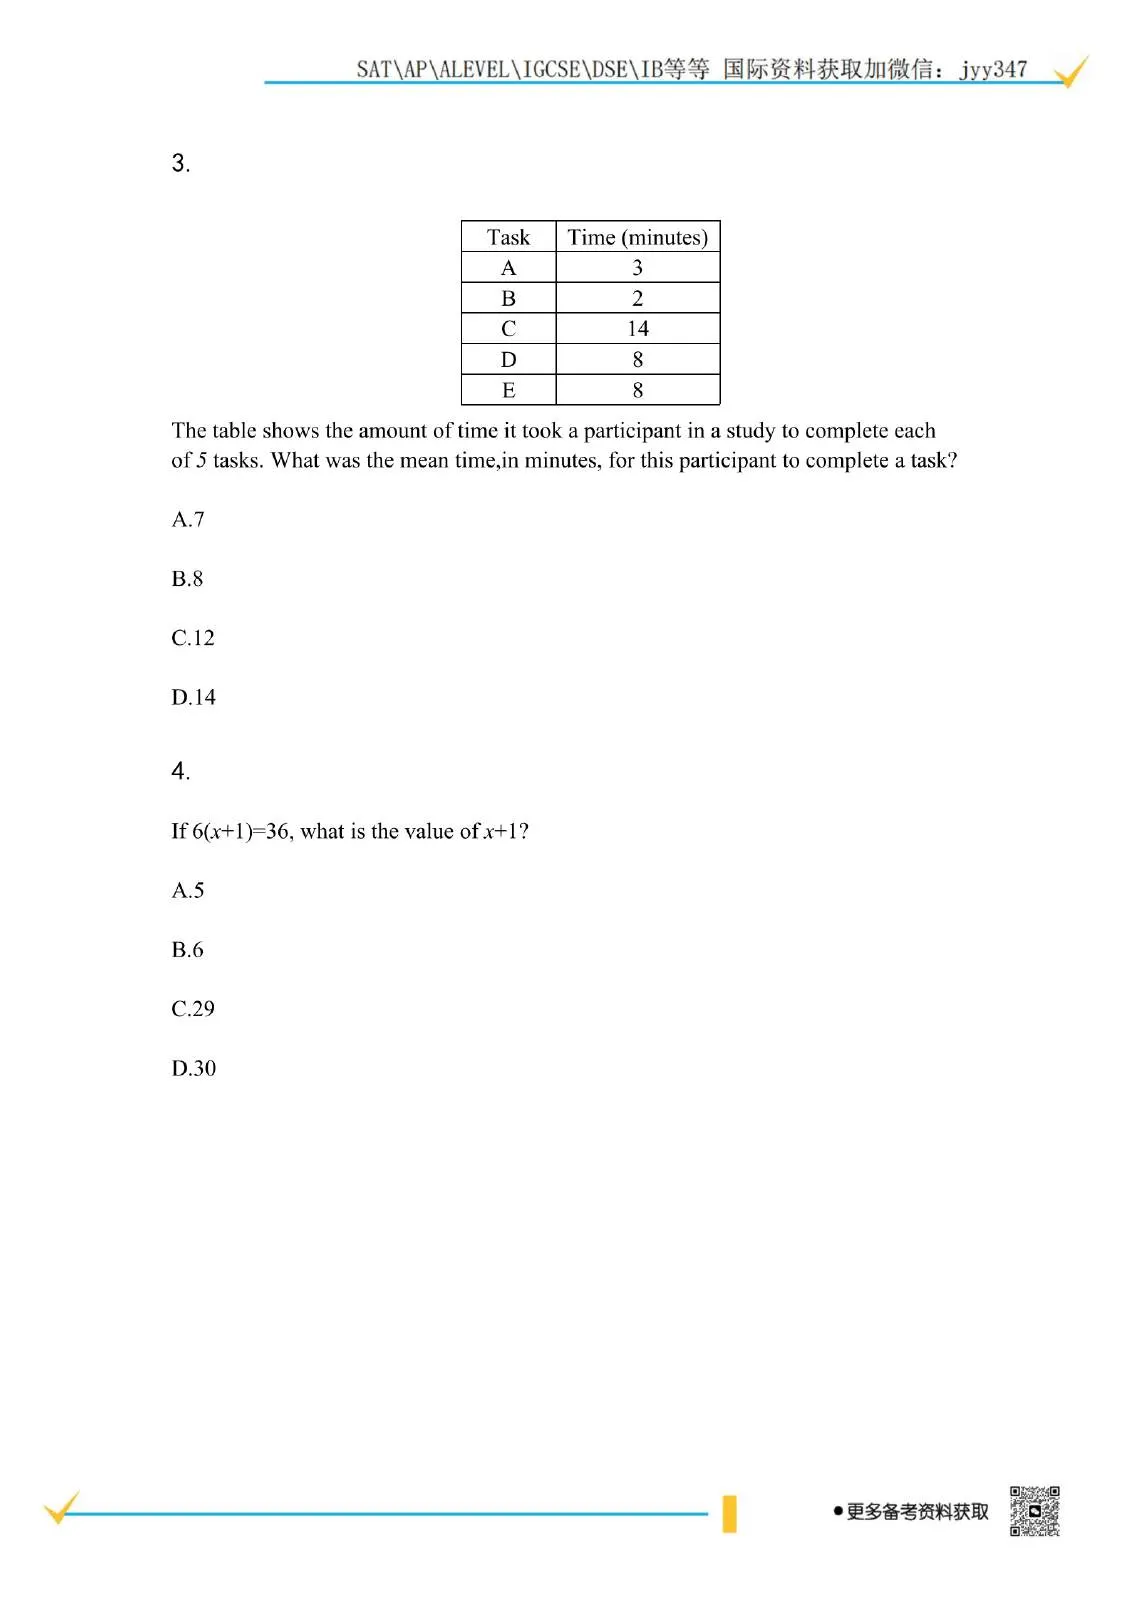 SAT\AP\ALEVEL\IGCSE\DSE\IB等等 国际资料获取加微信：jyy347
3.
Task Time (minutes)
A 3
B 2
C 14
D 8
E 8
The table shows the amount of time it took a participant in a study to complete each
of 5 tasks. What was the mean time,in minutes, for this participant to complete a task?
A.7
B.8
C.12
D.14
4.
If 6(x+1)=36, what is the value of x+1?
A.5
B.6
C.29
D.30
●更多备考资料获取